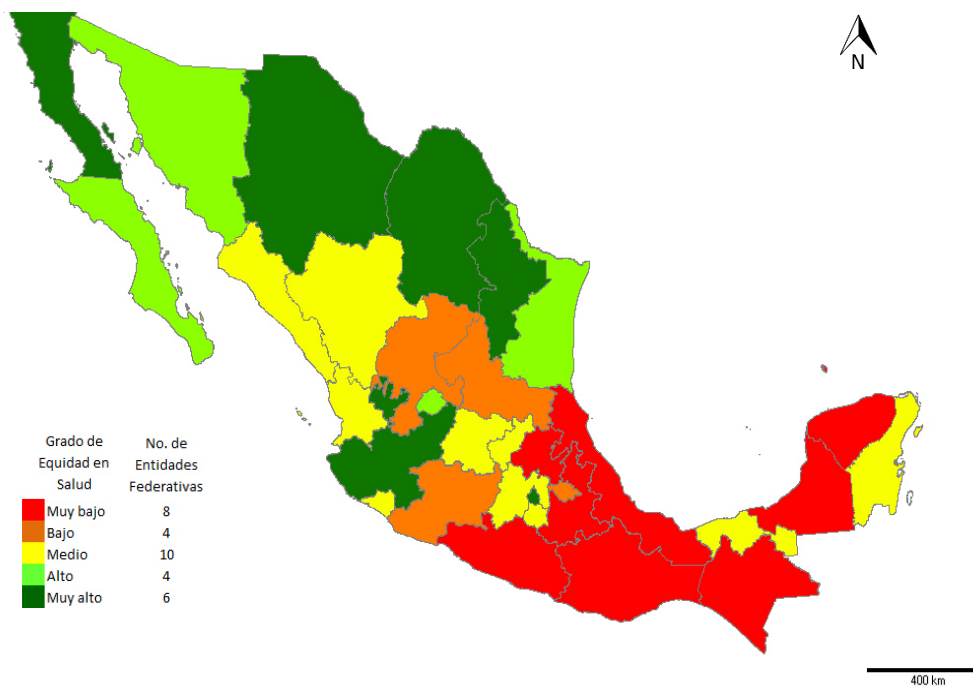 N
Grado de
Equidad en
Salud
No. de
Entidades
Federativas
Muy bajo 8
Bajo 4
Medio 10
Alto 4
Muy alto 6
400 km